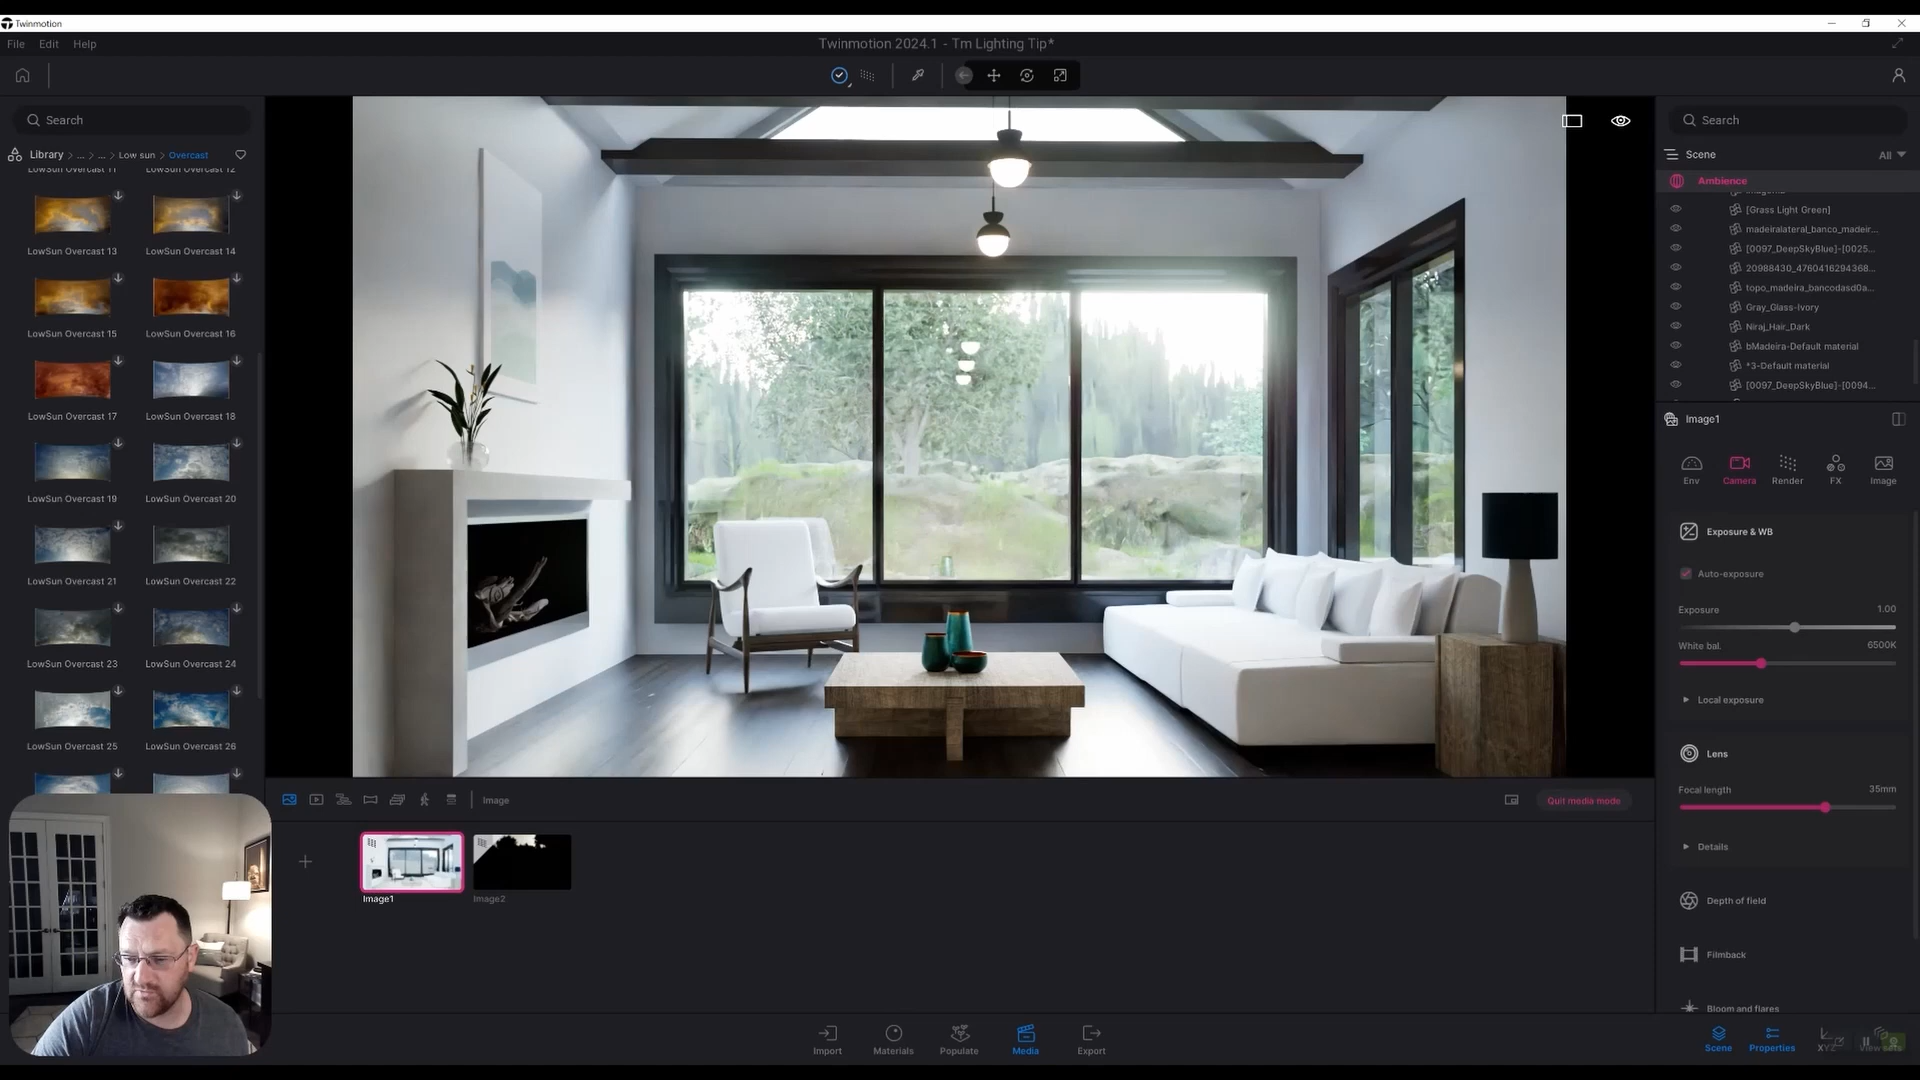 Twinmotion
File Edit Help
Twinmotion 2024.1 - Tm Lighting Tip*
Search
Library > ... > ... > Low sun > Overcast
LowSun Overcast 11 LowSun Overcast 12
LowSun Overcast 13 LowSun Overcast 14
LowSun Overcast 15 LowSun Overcast 16
LowSun Overcast 17 LowSun Overcast 18
LowSun Overcast 19 LowSun Overcast 20
LowSun Overcast 21 LowSun Overcast 22
LowSun Overcast 23 LowSun Overcast 24
LowSun Overcast 25 LowSun Overcast 26
Search
Scene All
Ambience
[Grass Light Green]
madeiralateral_banco_madeir...
[0097_DeepSkyBlue]-[0025...
20988430_4760416294368...
topo_madeira_bancodasd0a...
Gray_Glass-Ivory
Niraj_Hair_Dark
bMadeira-Default material
*3-Default material
[0097_DeepSkyBlue]-[0094...
Image1
Env Camera Render FX Image
Exposure & WB
Auto-exposure
Exposure 1.00
White bal. 6500K
Local exposure
Lens
Focal length 35mm
Details
Depth of field
Filmback
Bloom and flares
Image
Quit media mode
Image1 Image2
Import Materials Populate Media Export
Scene Properties